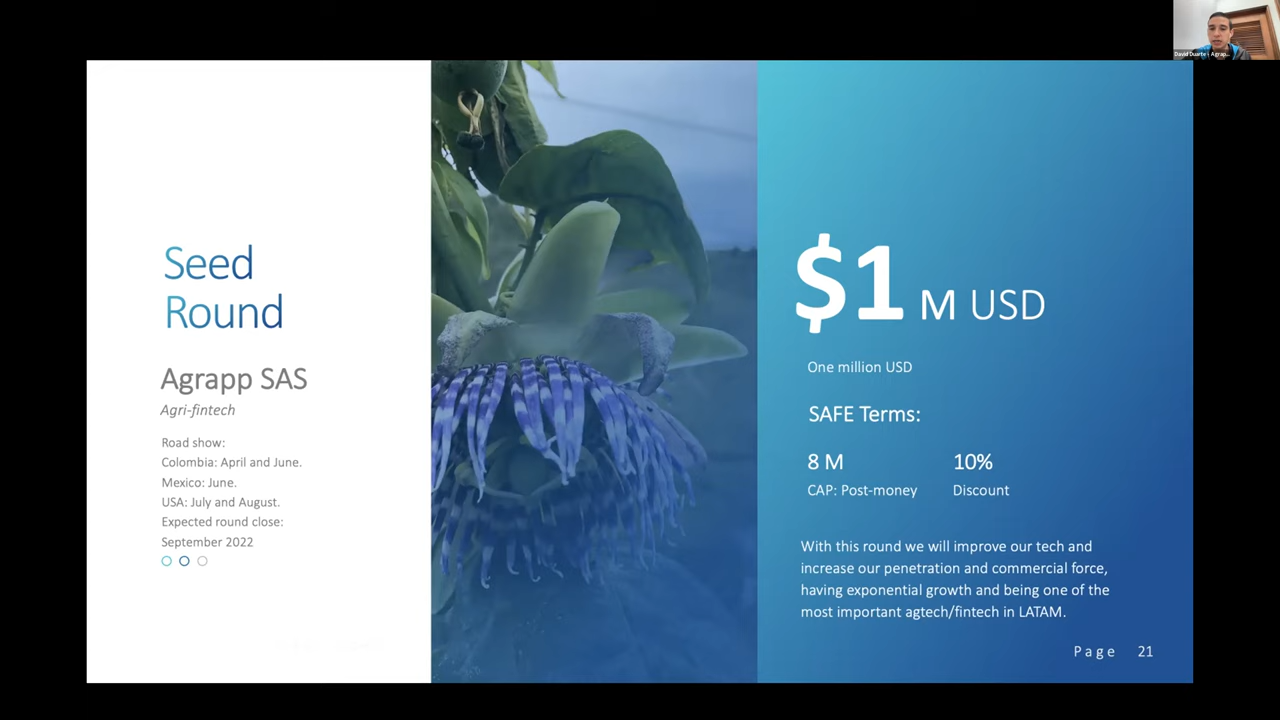 David Duarte - Agrap...
Seed
Round
Agrapp SAS
Agri-fintech
Road show:
Colombia: April and June.
Mexico: June.
USA: July and August.
Expected round close:
September 2022
$1 M USD
One million USD
SAFE Terms:
8 M 10%
CAP: Post-money Discount
With this round we will improve our tech and
increase our penetration and commercial force,
having exponential growth and being one of the
most important agtech/fintech in LATAM.
Page 21